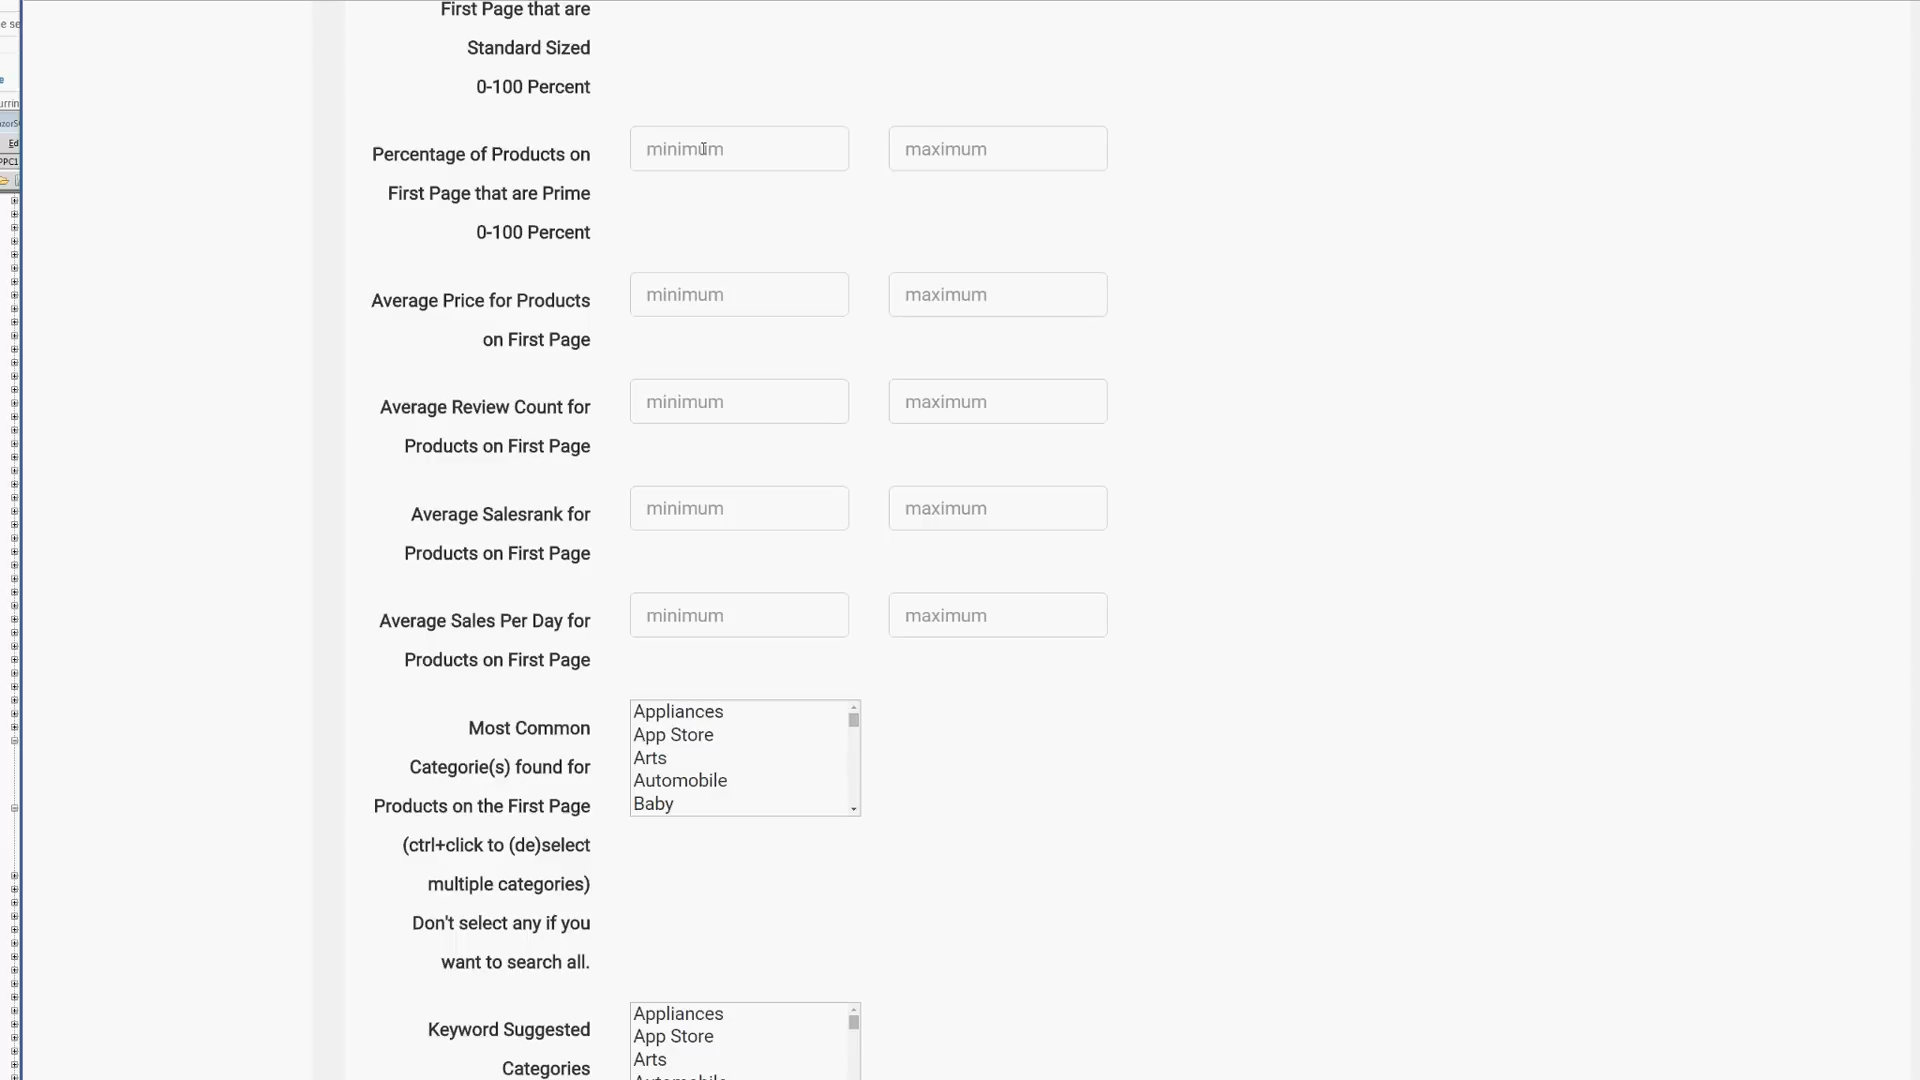 First Page that are
Standard Sized
0-100 Percent
Percentage of Products on
First Page that are Prime
0-100 Percent
minimum
maximum
Average Price for Products
on First Page
minimum
maximum
Average Review Count for
Products on First Page
minimum
maximum
Average Salesrank for
Products on First Page
minimum
maximum
Average Sales Per Day for
Products on First Page
minimum
maximum
Most Common
Categorie(s) found for
Products on the First Page
(ctrl+click to (de)select
multiple categories)
Don't select any if you
want to search all.
Appliances
App Store
Arts
Automobile
Baby
Keyword Suggested
Categories
Appliances
App Store
Arts